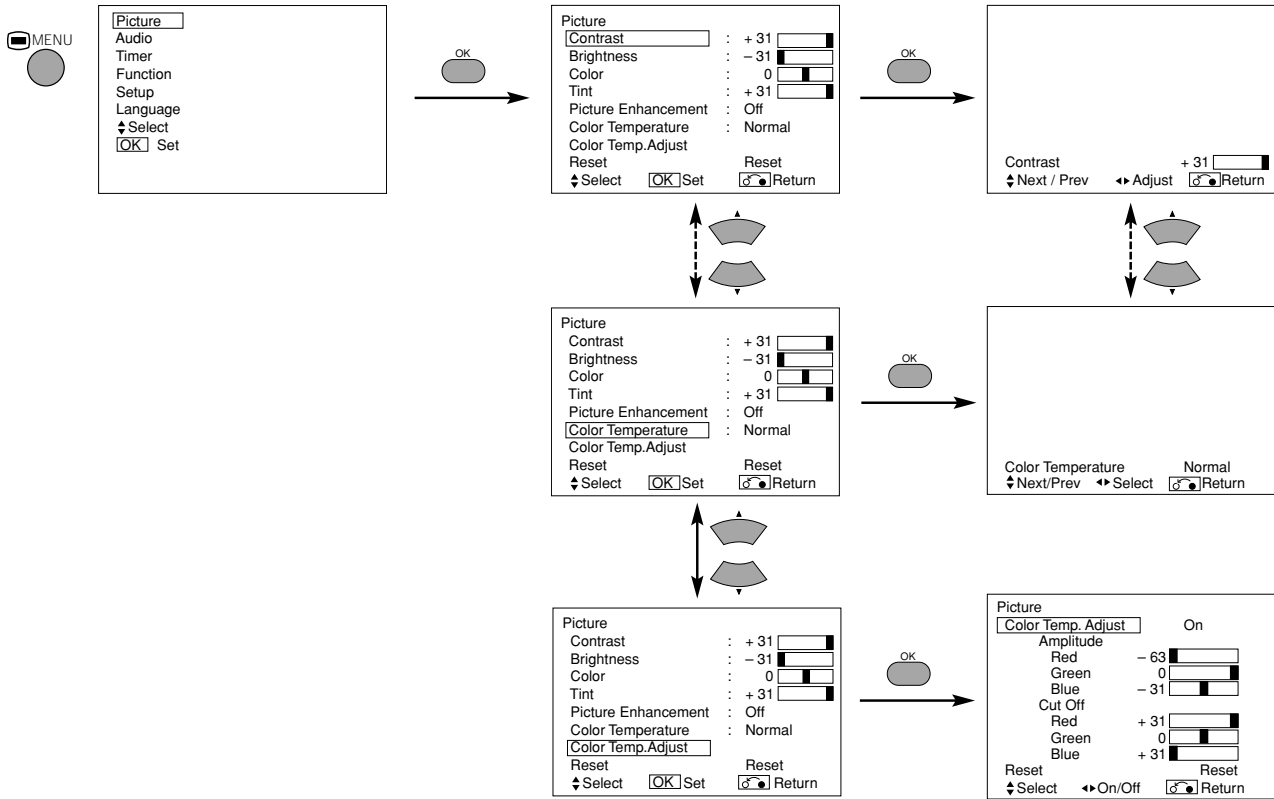 MENU
Picture
Audio
Timer
Function
Setup
Language
Select
OK Set
OK
Picture
Contrast : + 31
Brightness : – 31
Color : 0
Tint : + 31
Picture Enhancement : Off
Color Temperature : Normal
Color Temp.Adjust
Reset Reset
Select OK Set Return
OK
Contrast + 31
Next / Prev Adjust Return
Picture
Contrast : + 31
Brightness : – 31
Color : 0
Tint : + 31
Picture Enhancement : Off
Color Temperature : Normal
Color Temp.Adjust
Reset Reset
Select OK Set Return
OK
Color Temperature Normal
Next/Prev Select Return
Picture
Contrast : + 31
Brightness : – 31
Color : 0
Tint : + 31
Picture Enhancement : Off
Color Temperature : Normal
Color Temp.Adjust
Reset Reset
Select OK Set Return
OK
Picture
Color Temp. Adjust On
Amplitude
Red – 63
Green 0
Blue – 31
Cut Off
Red + 31
Green 0
Blue + 31
Reset Reset
Select On/Off Return